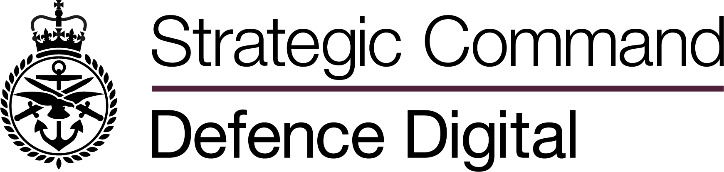 Strategic Command
Defence Digital